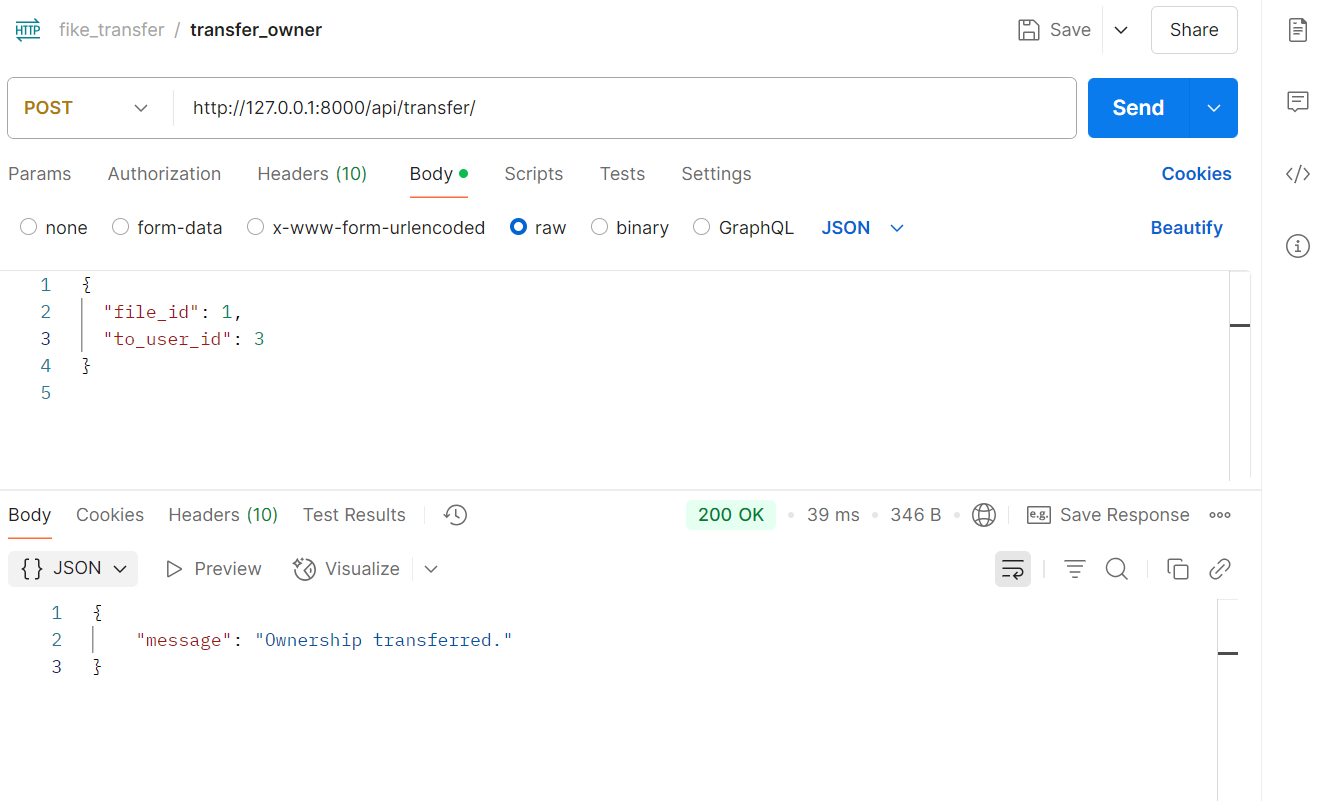 HTTP fike_transfer / transfer_owner Save Share
POST http://127.0.0.1:8000/api/transfer/ Send
Params Authorization Headers (10) Body Scripts Tests Settings Cookies
none form-data x-www-form-urlencoded raw binary GraphQL JSON Beautify
1 {
2 "file_id": 1,
3 "to_user_id": 3
4 }
5
Body Cookies Headers (10) Test Results 200 OK • 39 ms • 346 B • e.g. Save Response
{} JSON Preview Visualize
1 {
2 "message": "Ownership transferred."
3 }